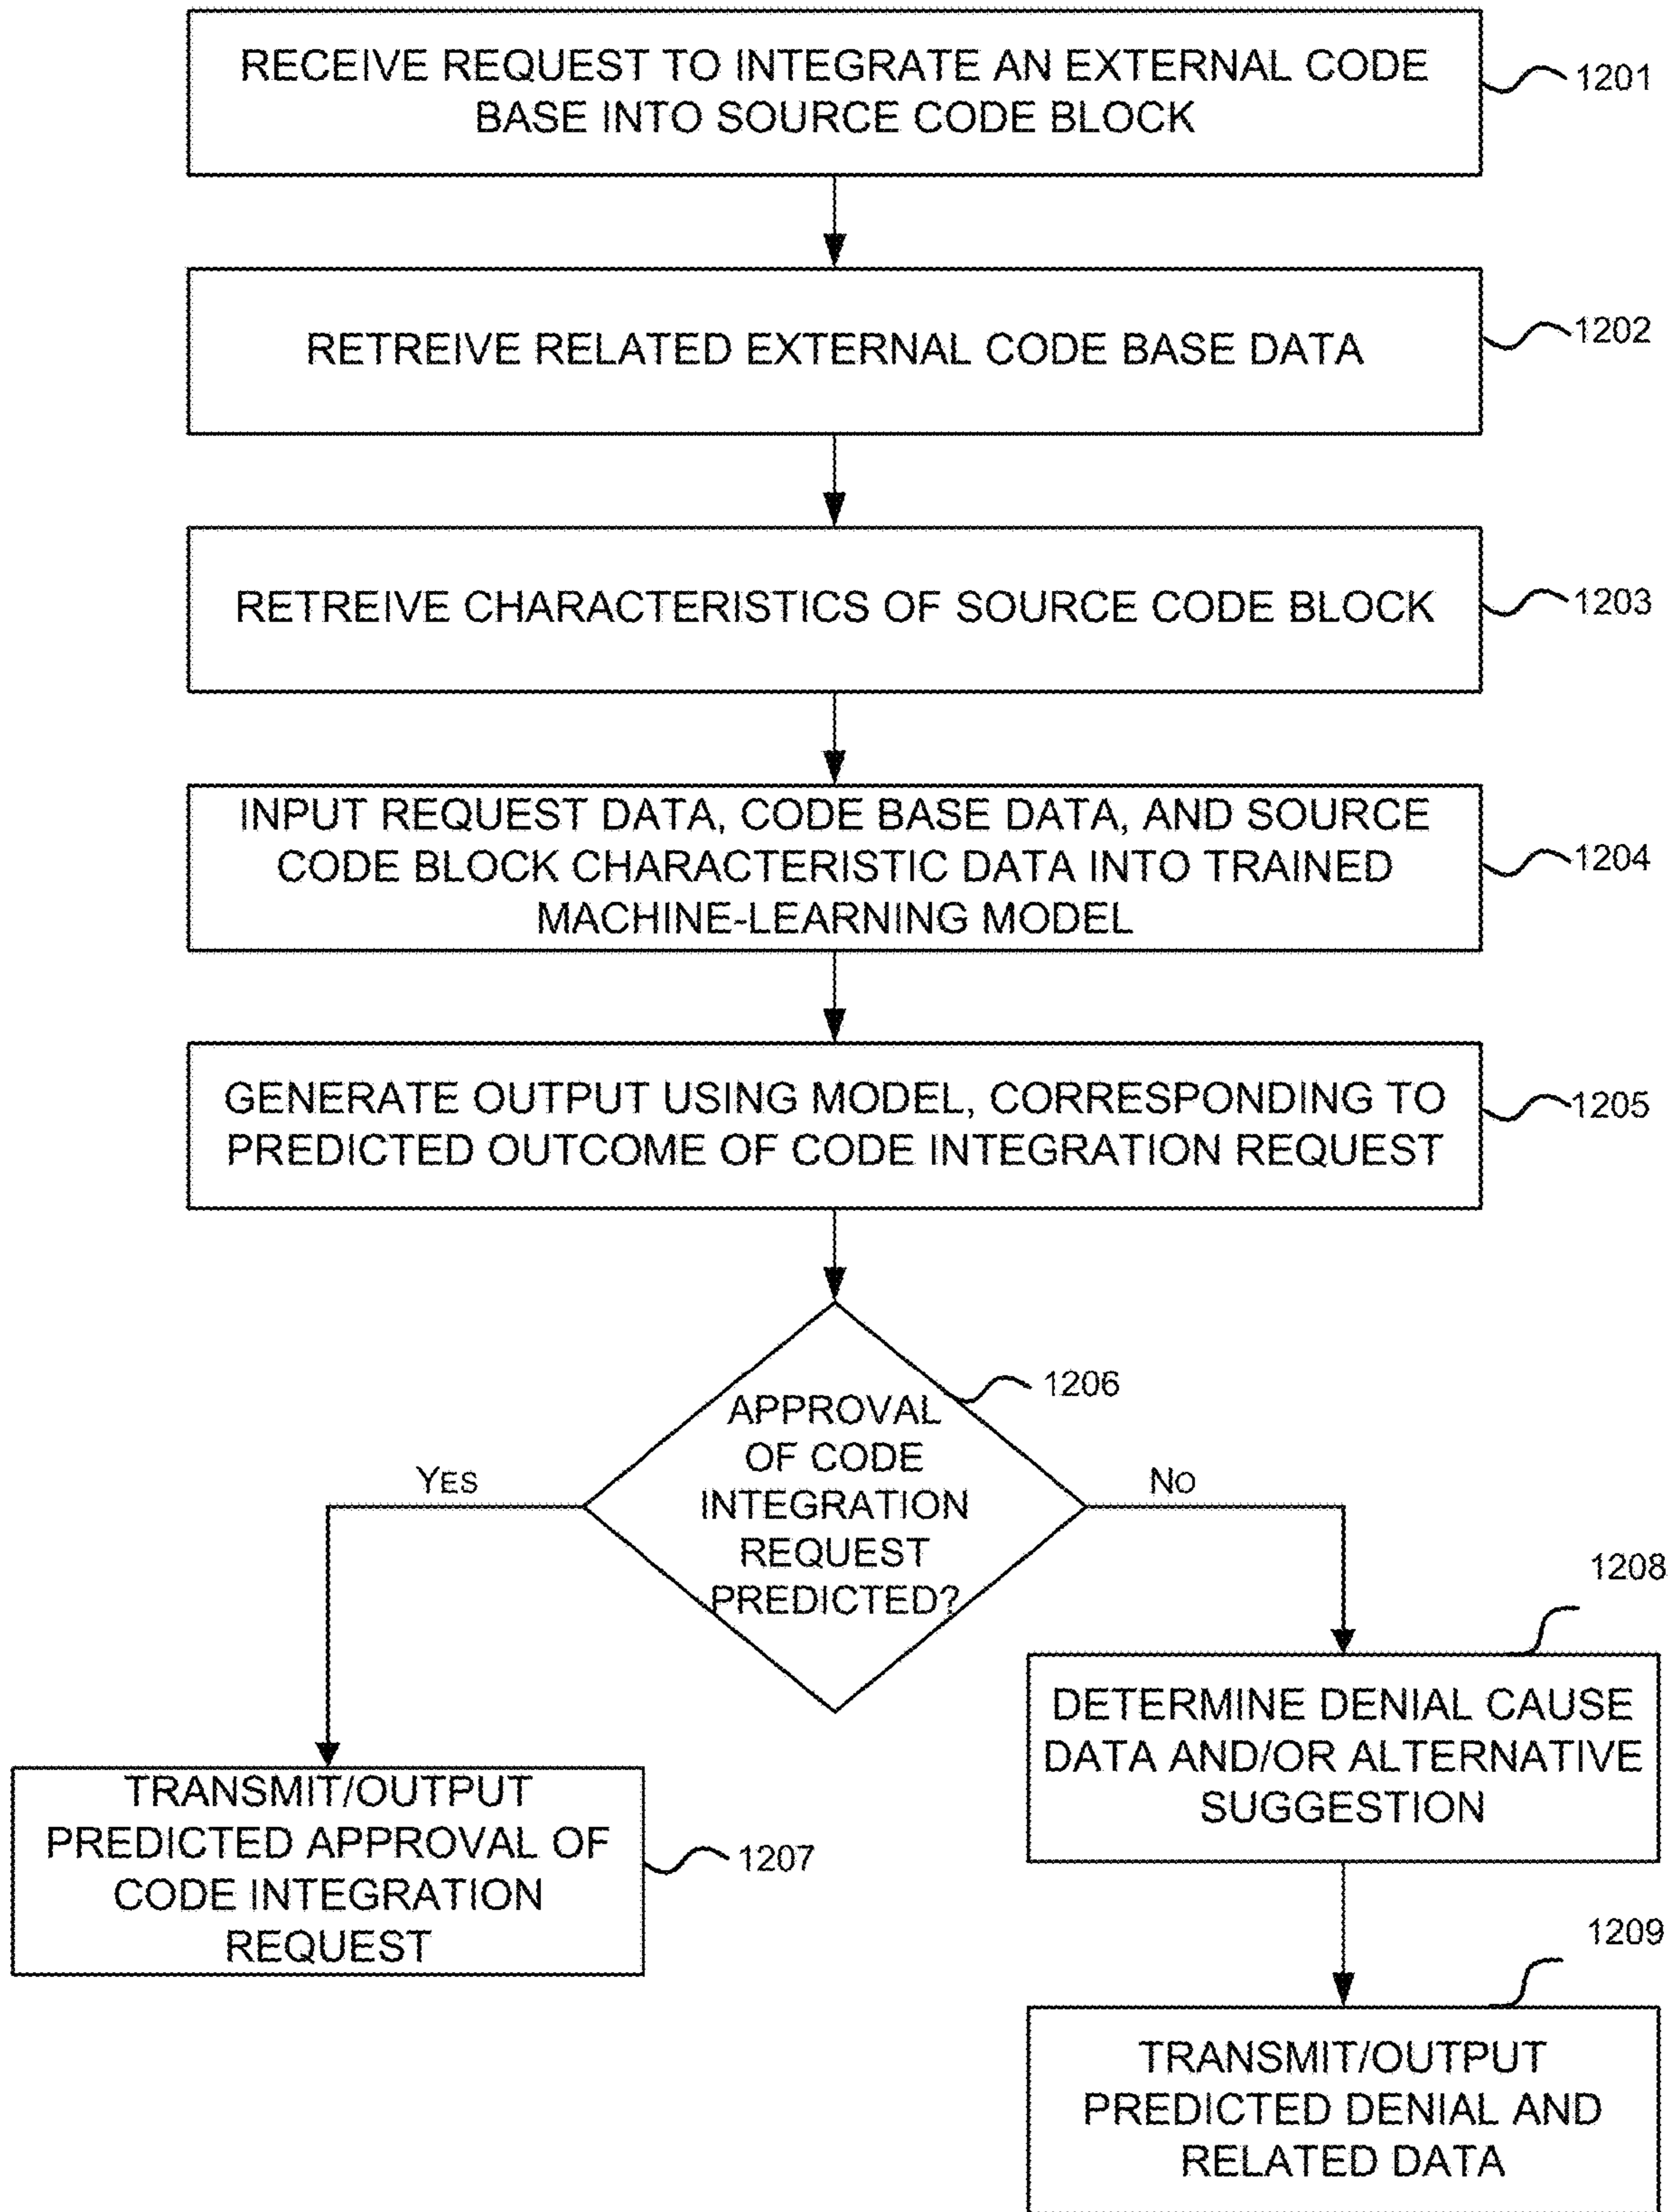 RECEIVE REQUEST TO INTEGRATE AN EXTERNAL CODE
BASE INTO SOURCE CODE BLOCK
1201
RETREIVE RELATED EXTERNAL CODE BASE DATA
1202
RETREIVE CHARACTERISTICS OF SOURCE CODE BLOCK
1203
INPUT REQUEST DATA, CODE BASE DATA, AND SOURCE
CODE BLOCK CHARACTERISTIC DATA INTO TRAINED
MACHINE-LEARNING MODEL
1204
GENERATE OUTPUT USING MODEL, CORRESPONDING TO
PREDICTED OUTCOME OF CODE INTEGRATION REQUEST
1205
APPROVAL
OF CODE
INTEGRATION
REQUEST
PREDICTED?
1206
YES
NO
TRANSMIT/OUTPUT
PREDICTED APPROVAL OF
CODE INTEGRATION
REQUEST
1207
1208
DETERMINE DENIAL CAUSE
DATA AND/OR ALTERNATIVE
SUGGESTION
1209
TRANSMIT/OUTPUT
PREDICTED DENIAL AND
RELATED DATA